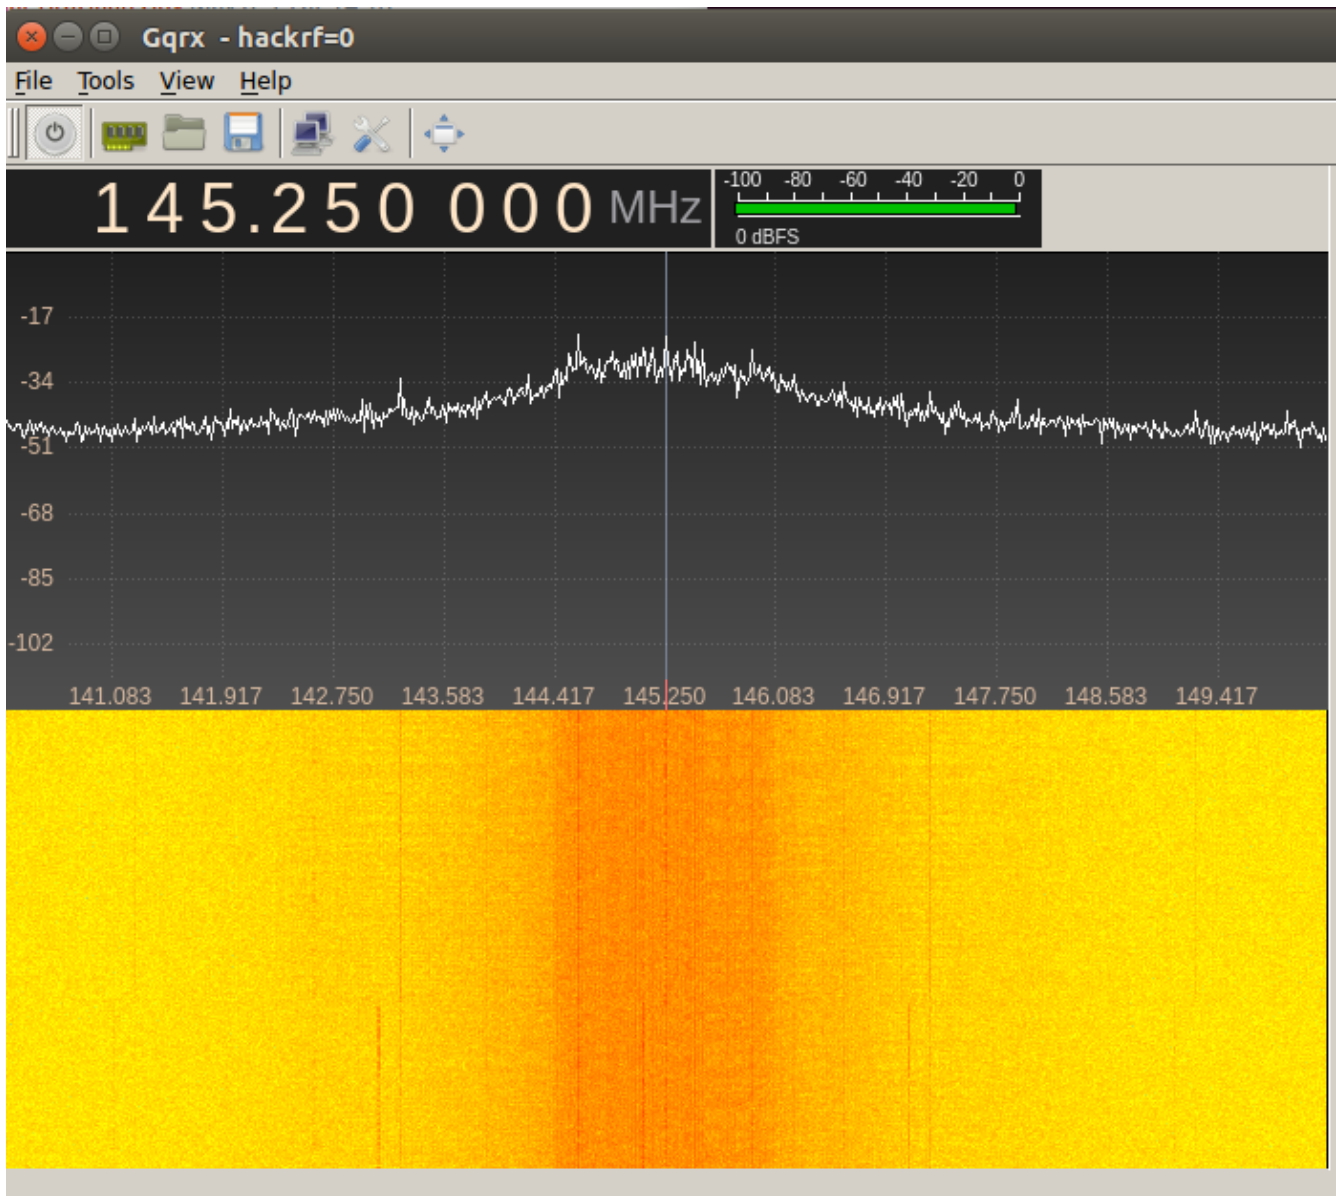 Gqrx - hackrf=0
File Tools View Help
145.250 000 MHz
-100 -80 -60 -40 -20 0
0 dBFS
-17
-34
-51
-68
-85
-102
141.083 141.917 142.750 143.583 144.417 145.250 146.083 146.917 147.750 148.583 149.417